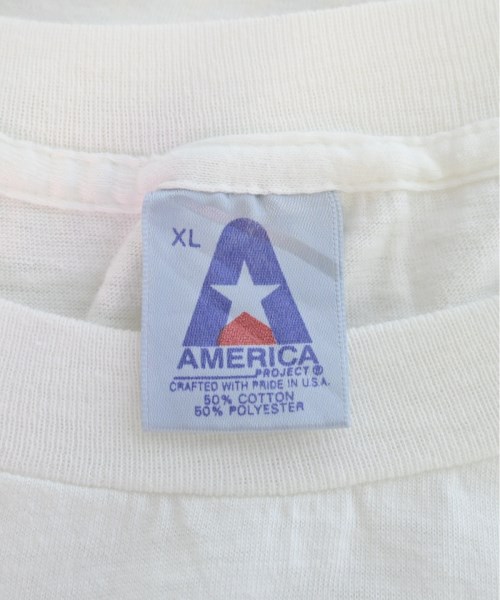 XL
AMERICA
PROJECT®
CRAFTED WITH PRIDE IN U.S.A.
50% COTTON
50% POLYESTER